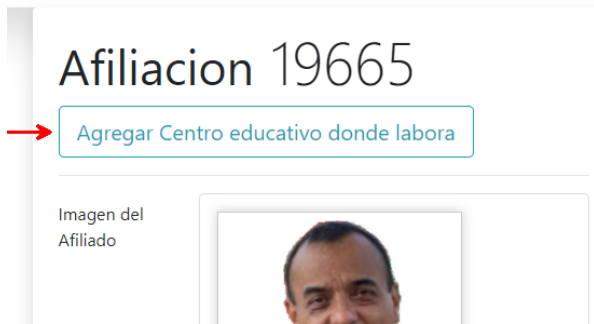 Afiliacion 19665
Agregar Centro educativo donde labora
Imagen del
Afiliado